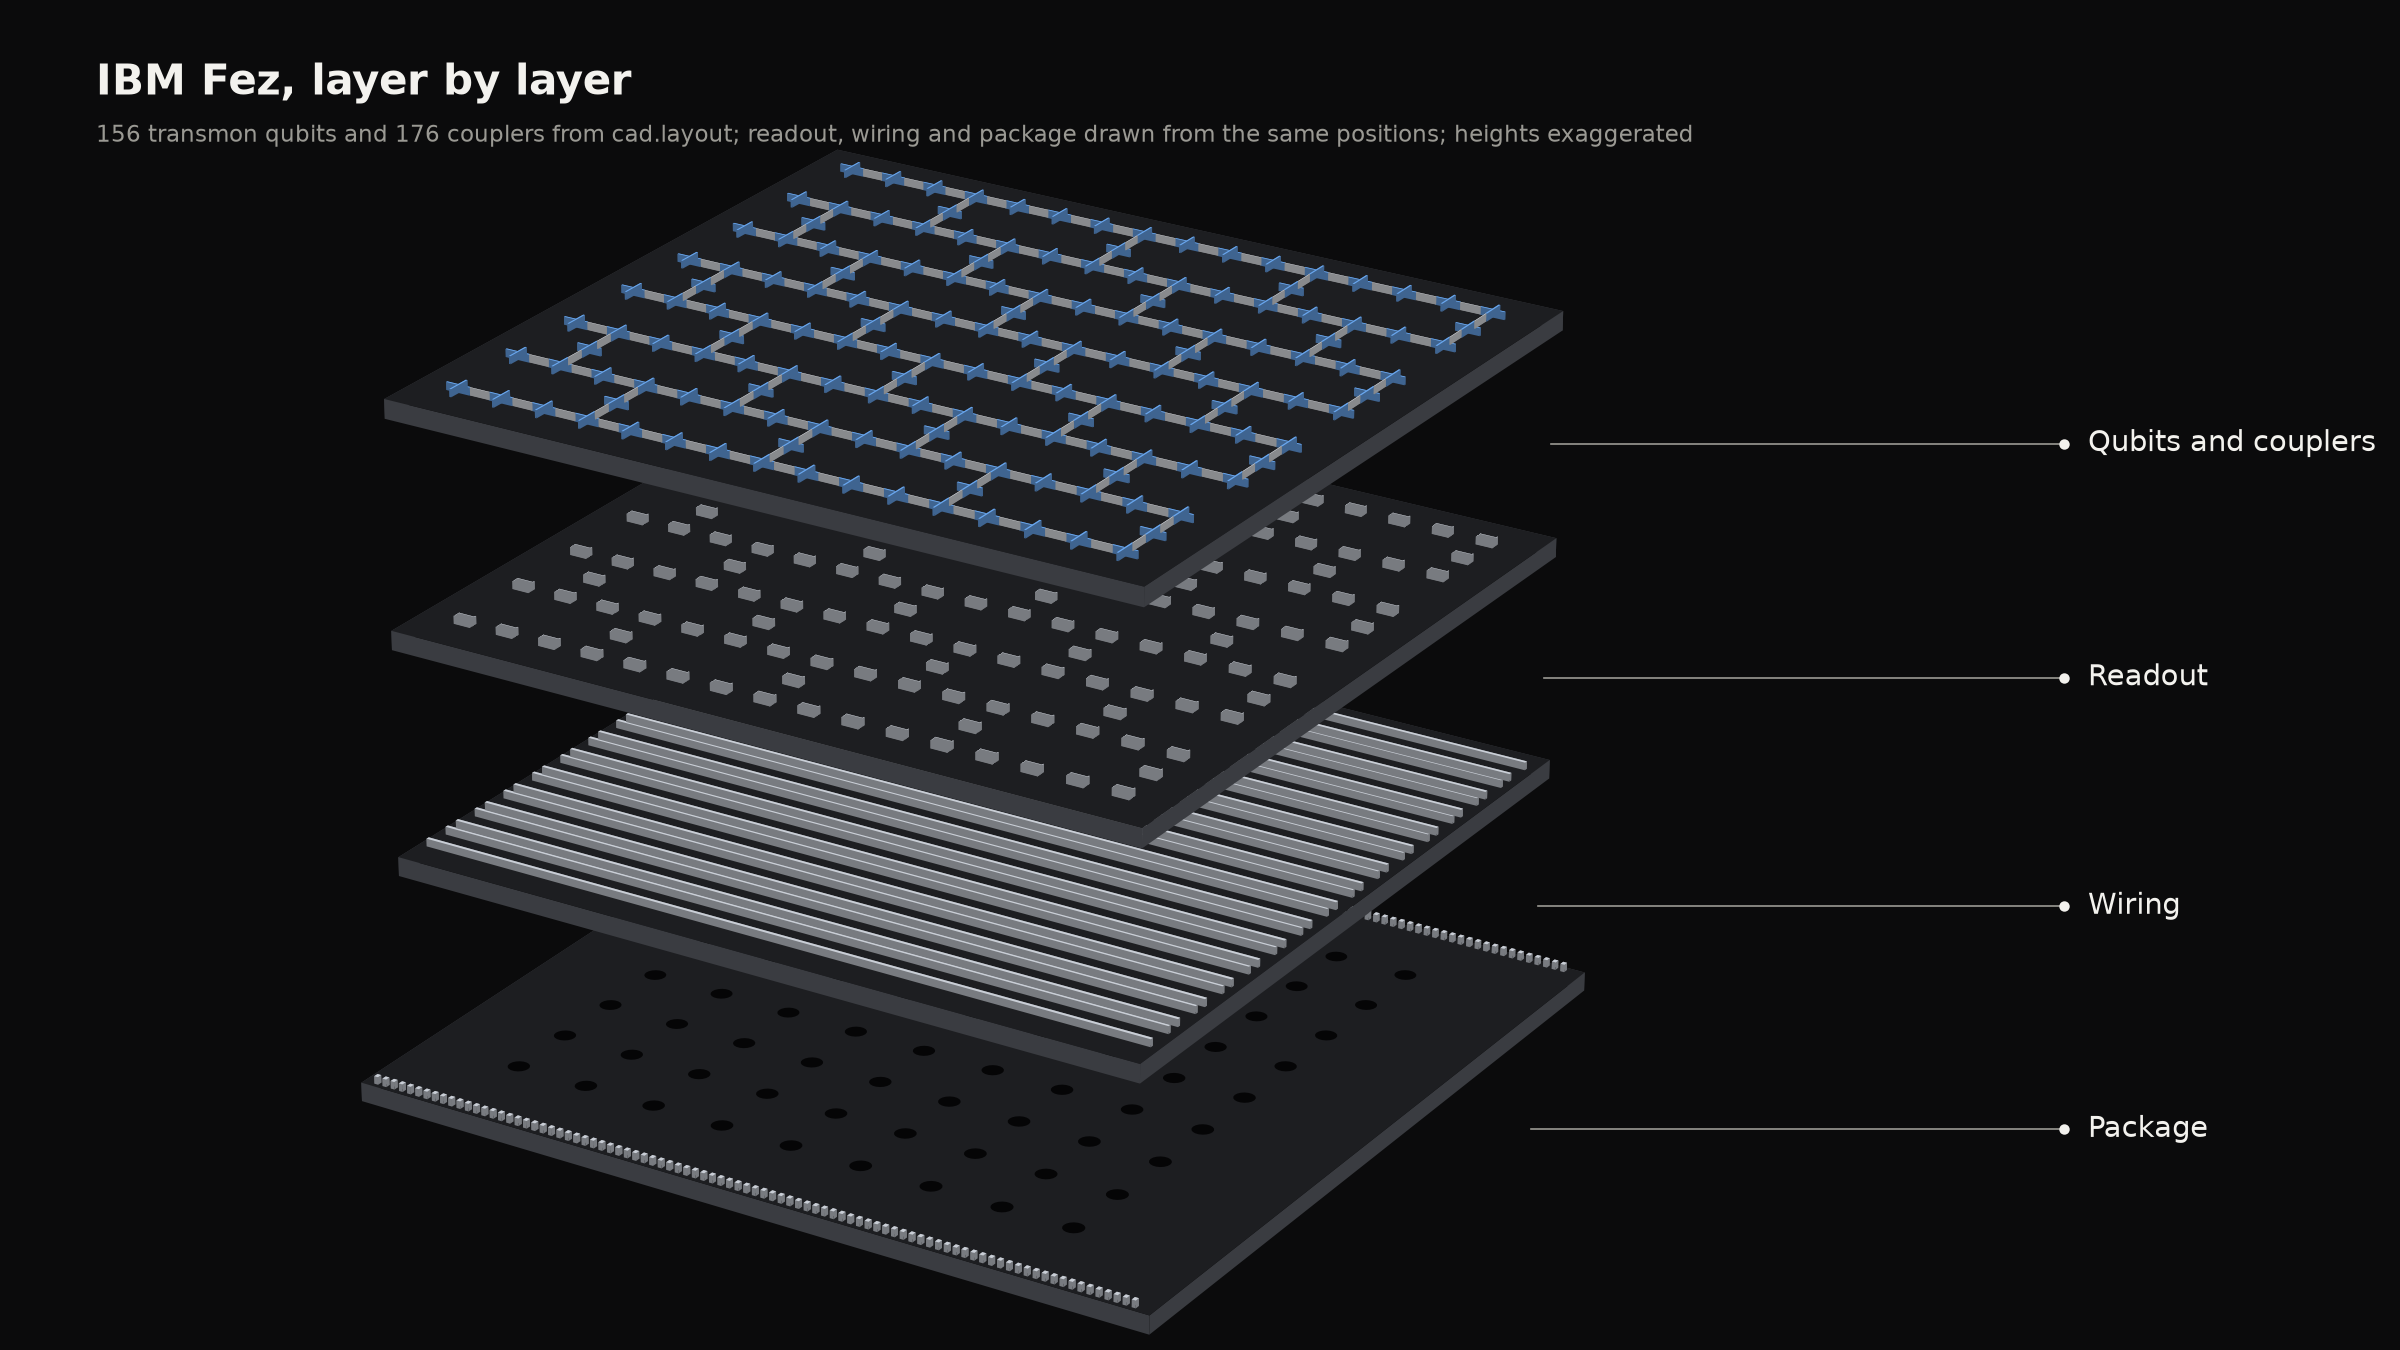 IBM Fez, layer by layer
156 transmon qubits and 176 couplers from cad.layout; readout, wiring and package drawn from the same positions; heights exaggerated
Qubits and couplers
Readout
Wiring
Package